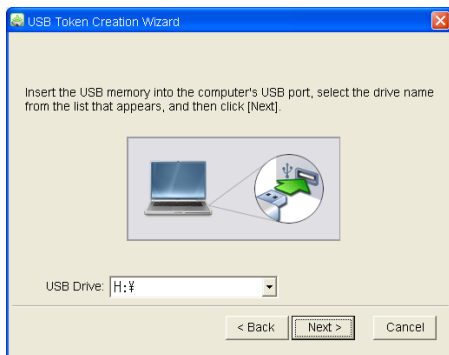 USB Token Creation Wizard
Insert the USB memory into the computer's USB port, select the drive name
from the list that appears, and then click [Next].
USB Drive: H:¥
< Back Next > Cancel